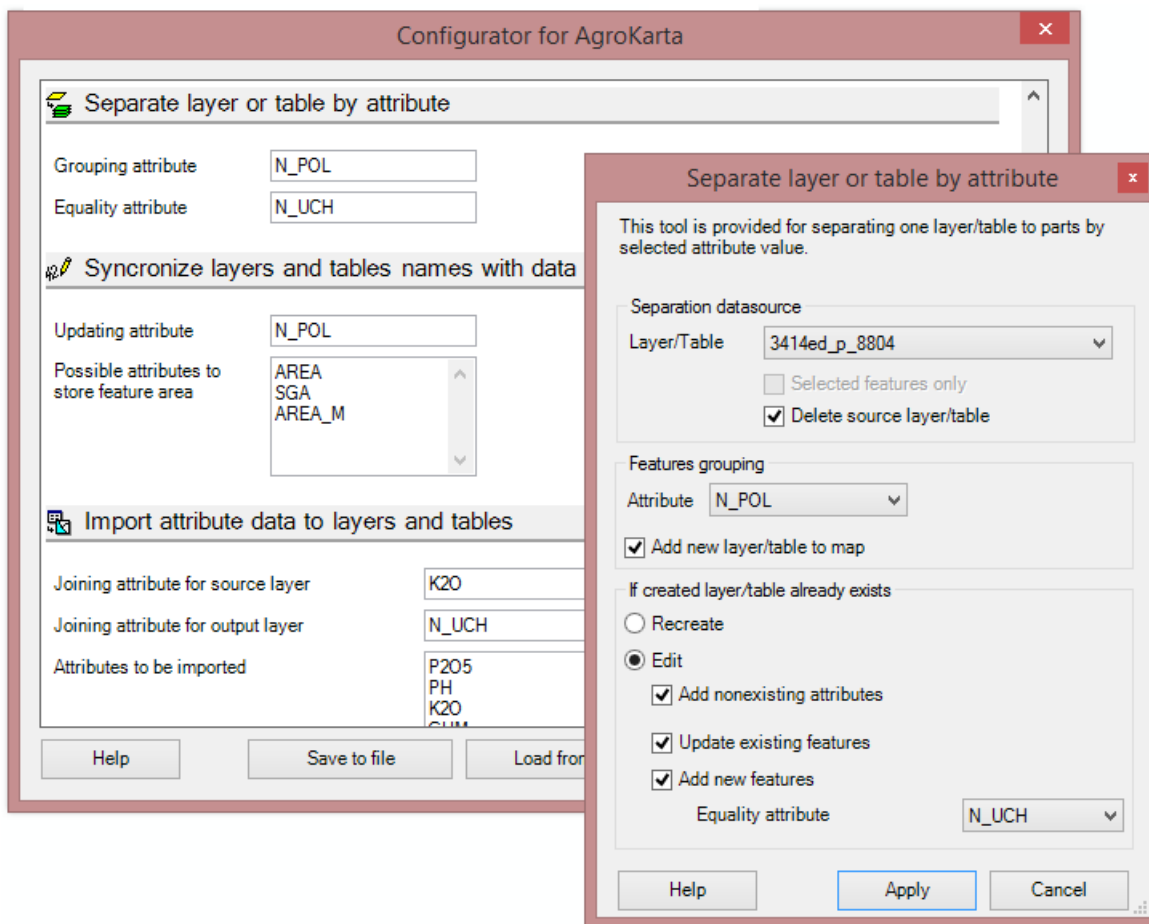 Configurator for AgroKarta
x
Separate layer or table by attribute
Grouping attribute
N_POL
Equality attribute
N_UCH
Syncronize layers and tables names with data
Updating attribute
N_POL
Possible attributes to
store feature area
AREA
SGA
AREA_M
Import attribute data to layers and tables
Joining attribute for source layer
K2O
Joining attribute for output layer
N_UCH
Attributes to be imported
P2O5
PH
K2O
Help
Save to file
Load from
Separate layer or table by attribute
x
This tool is provided for separating one layer/table to parts by
selected attribute value.
Separation datasource
Layer/Table
3414ed_p_8804
Selected features only
Delete source layer/table
Features grouping
Attribute
N_POL
Add new layer/table to map
If created layer/table already exists
Recreate
Edit
Add nonexisting attributes
Update existing features
Add new features
Equality attribute
N_UCH
Help
Apply
Cancel